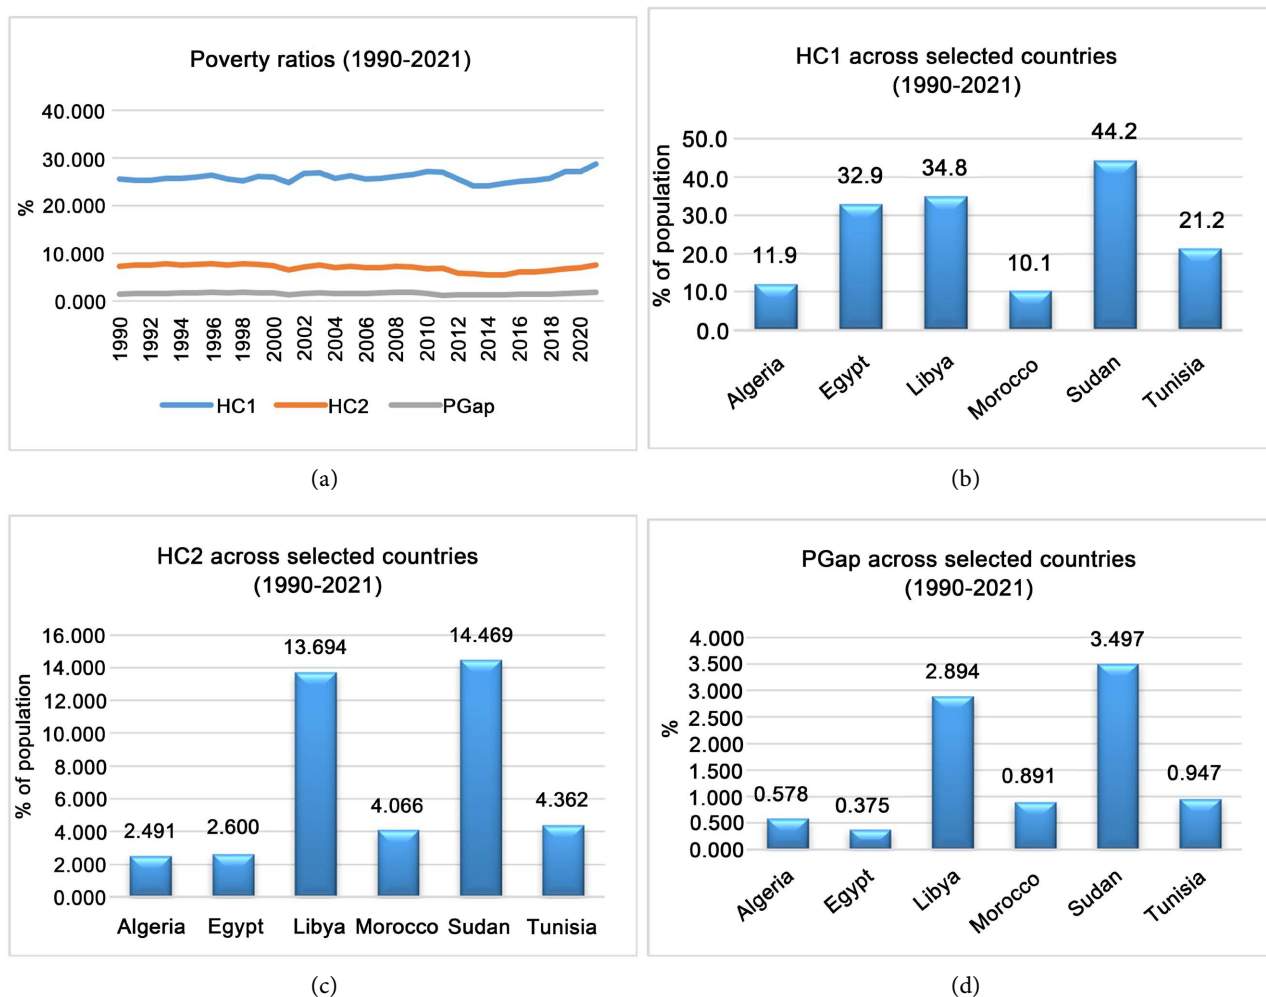 Poverty ratios (1990-2021)
40.000
30.000
20.000
10.000
0.000
%
1990 1992 1994 1996 1998 2000 2002 2004 2006 2008 2010 2012 2014 2016 2018 2020
HC1 HC2 PGap
(a)
HC1 across selected countries
(1990-2021)
% of population
50.0
40.0
30.0
20.0
10.0
0.0
11.9 32.9 34.8 10.1 44.2 21.2
Algeria Egypt Libya Morocco Sudan Tunisia
(b)
HC2 across selected countries
(1990-2021)
% of population
16.000
14.000
12.000
10.000
8.000
6.000
4.000
2.000
0.000
2.491 2.600 13.694 4.066 14.469 4.362
Algeria Egypt Libya Morocco Sudan Tunisia
(c)
PGap across selected countries
(1990-2021)
%
4.000
3.500
3.000
2.500
2.000
1.500
1.000
0.500
0.000
0.578 0.375 2.894 0.891 3.497 0.947
Algeria Egypt Libya Morocco Sudan Tunisia
(d)